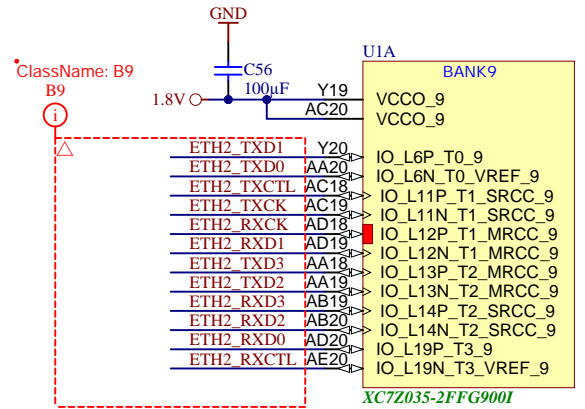 GND
U1A
ClassName: B9
B9
i
C56
100µF
1.8V
BANK9
Y19 VCCO_9
AC20 VCCO_9
ETH2_TXD1 Y20 IO_L6P_T0_9
ETH2_TXD0 AA20 IO_L6N_T0_VREF_9
ETH2_TXCTL AC18 IO_L11P_T1_SRCC_9
ETH2_TXCK AC19 IO_L11N_T1_SRCC_9
ETH2_RXCK AD18 IO_L12P_T1_MRCC_9
ETH2_RXD1 AD19 IO_L12N_T1_MRCC_9
ETH2_TXD3 AA18 IO_L13P_T2_MRCC_9
ETH2_TXD2 AA19 IO_L13N_T2_MRCC_9
ETH2_RXD3 AB19 IO_L14P_T2_SRCC_9
ETH2_RXD2 AB20 IO_L14N_T2_SRCC_9
ETH2_RXD0 AD20 IO_L19P_T3_9
ETH2_RXCTL AE20 IO_L19N_T3_VREF_9
XC7Z035-2FFG900I